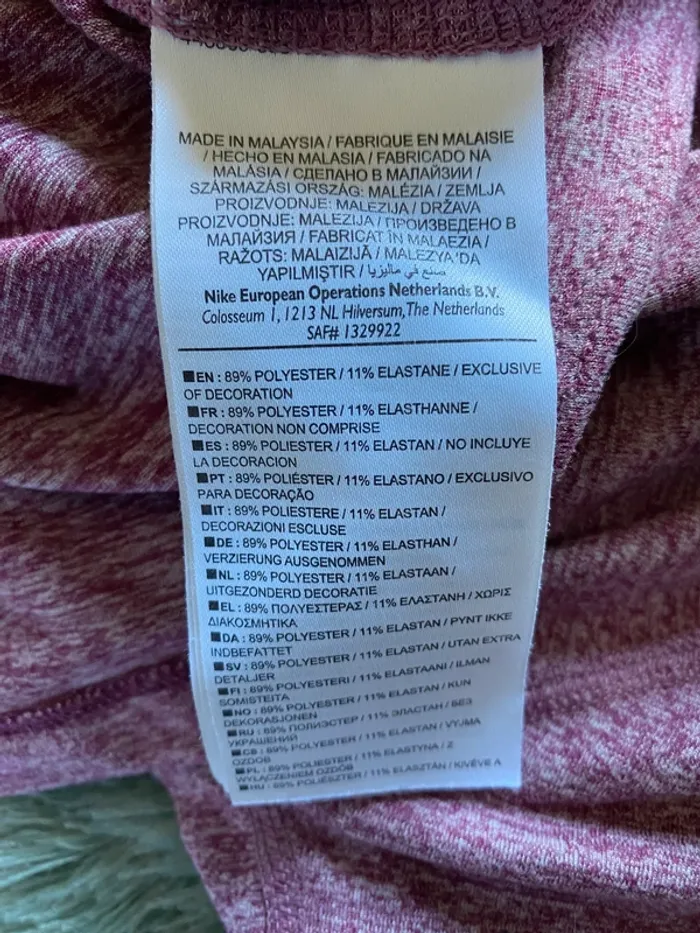 MADE IN MALAYSIA / FABRIQUE EN MALAISIE
/ HECHO EN MALASIA / FABRICADO NA
MALÁSIA / СДЕЛАНО В МАЛАЙЗИИ /
SZÁRMAZÁSI ORSZÁG: MALÉZIA / ZEMLJA
PROIZVODNJE: MALEZIJA / DRŽAVA
PROIZVODNJE: MALEZIJA / ПРОИЗВЕДЕНО В
МАЛАЙЗИЯ / FABRICAT ÎN MALAEZIA /
RAŽOTS: MALAIZIJĀ / MALEZYA'DA
YAPILMIŞTIR / صنع في ماليزيا
Nike European Operations Netherlands B.V.
Colosseum 1, 1213 NL Hilversum, The Netherlands
SAF# 1329922
EN : 89% POLYESTER / 11% ELASTANE / EXCLUSIVE
OF DECORATION
FR : 89% POLYESTER / 11% ELASTHANNE /
DECORATION NON COMPRISE
ES : 89% POLIESTER / 11% ELASTAN / NO INCLUYE
LA DECORACION
PT : 89% POLIÉSTER / 11% ELASTANO / EXCLUSIVO
PARA DECORAÇÃO
IT : 89% POLIESTERE / 11% ELASTAN /
DECORAZIONI ESCLUSE
DE : 89% POLYESTER / 11% ELASTHAN /
VERZIERUNG AUSGENOMMEN
NL : 89% POLYESTER / 11% ELASTAAN /
UITGEZONDERD DECORATIE
EL : 89% ΠΟΛΥΕΣΤΕΡΑΣ / 11% ΕΛΑΣΤΑΝΗ / ΧΩΡΙΣ
ΔΙΑΚΟΣΜΗΤΙΚΑ
DA : 89% POLYESTER / 11% ELASTAN / PYNT IKKE
INDBEFATTET
SV : 89% POLYESTER / 11% ELASTAN / UTAN EXTRA
DETALJER
FI : 89% POLYESTERI / 11% ELASTAANI / ILMAN
SOMISTEITA
NO : 89% POLYESTER / 11% ELASTAN / KUN
DEKORASJONEN
RU : 89% ПОЛИЭСТЕР / 11% ЭЛАСТАН / БЕЗ
УКРАШЕНИЙ
CS : 89% POLYESTER / 11% ELASTAN / VYJMA
OZDOB
PL : 89% POLIESTER / 11% ELASTYNA / Z
WYŁĄCZENIEM OZDÓB
HU : 89% POLIÉSZTER / 11% ELASZTÁN / KIVÉVE A